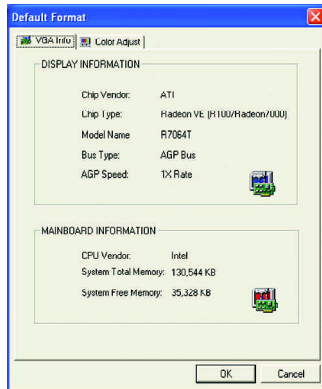 Default Format
VGA Info
Color Adjust
DISPLAY INFORMATION
Chip Vendor: ATI
Chip Type: Radeon VE (R100/Radeon7000)
Model Name R7064T
Bus Type: AGP Bus
AGP Speed: 1X Rate
MAINBOARD INFORMATION
CPU Vendor: Intel
System Total Memory: 130,544 KB
System Free Memory: 35,328 KB
OK Cancel